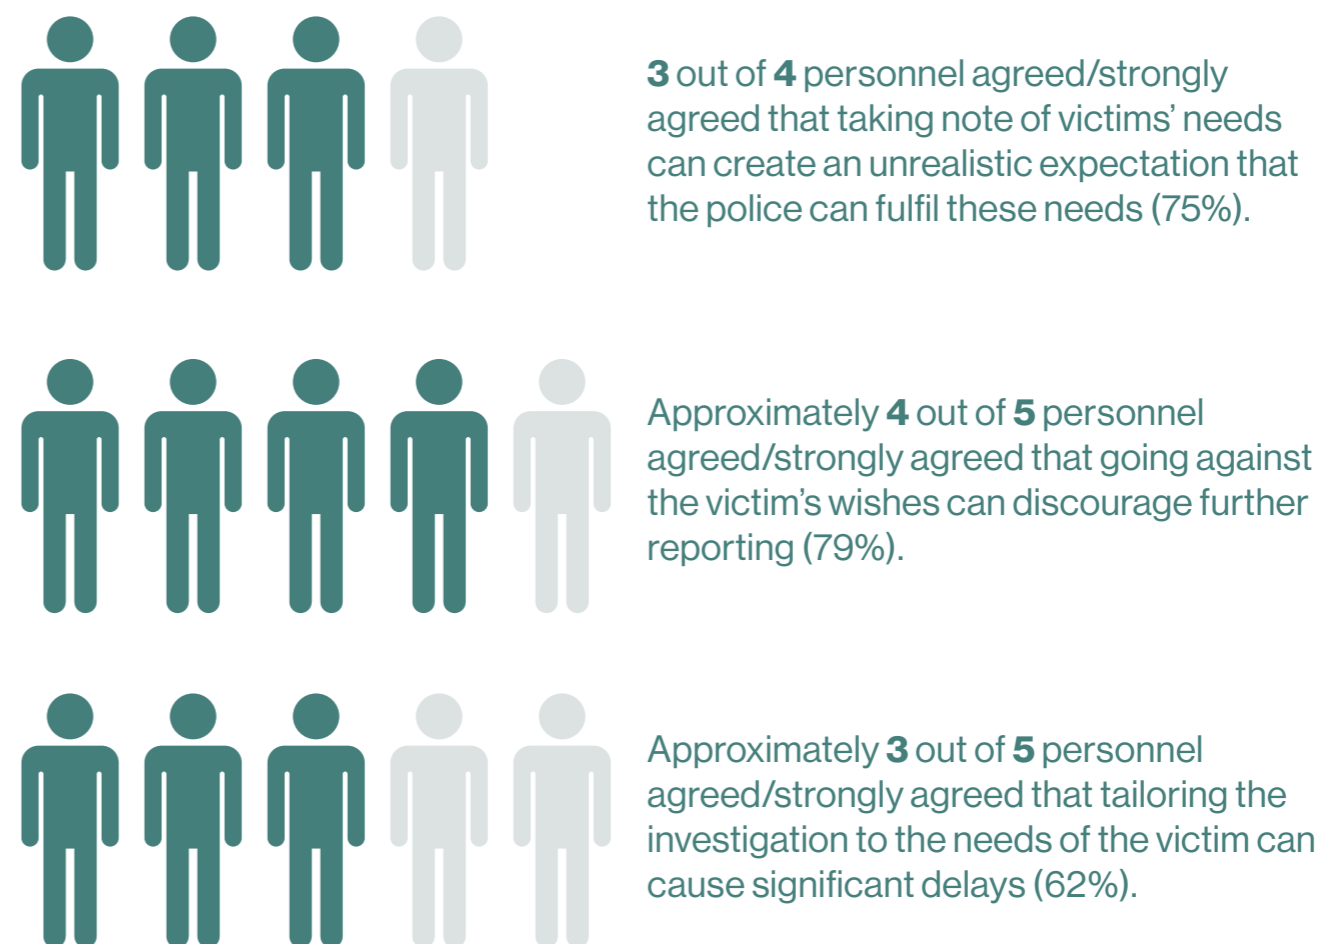 3 out of 4 personnel agreed/strongly
agreed that taking note of victims’ needs
can create an unrealistic expectation that
the police can fulfil these needs (75%).
Approximately 4 out of 5 personnel
agreed/strongly agreed that going against
the victim’s wishes can discourage further
reporting (79%).
Approximately 3 out of 5 personnel
agreed/strongly agreed that tailoring the
investigation to the needs of the victim can
cause significant delays (62%).